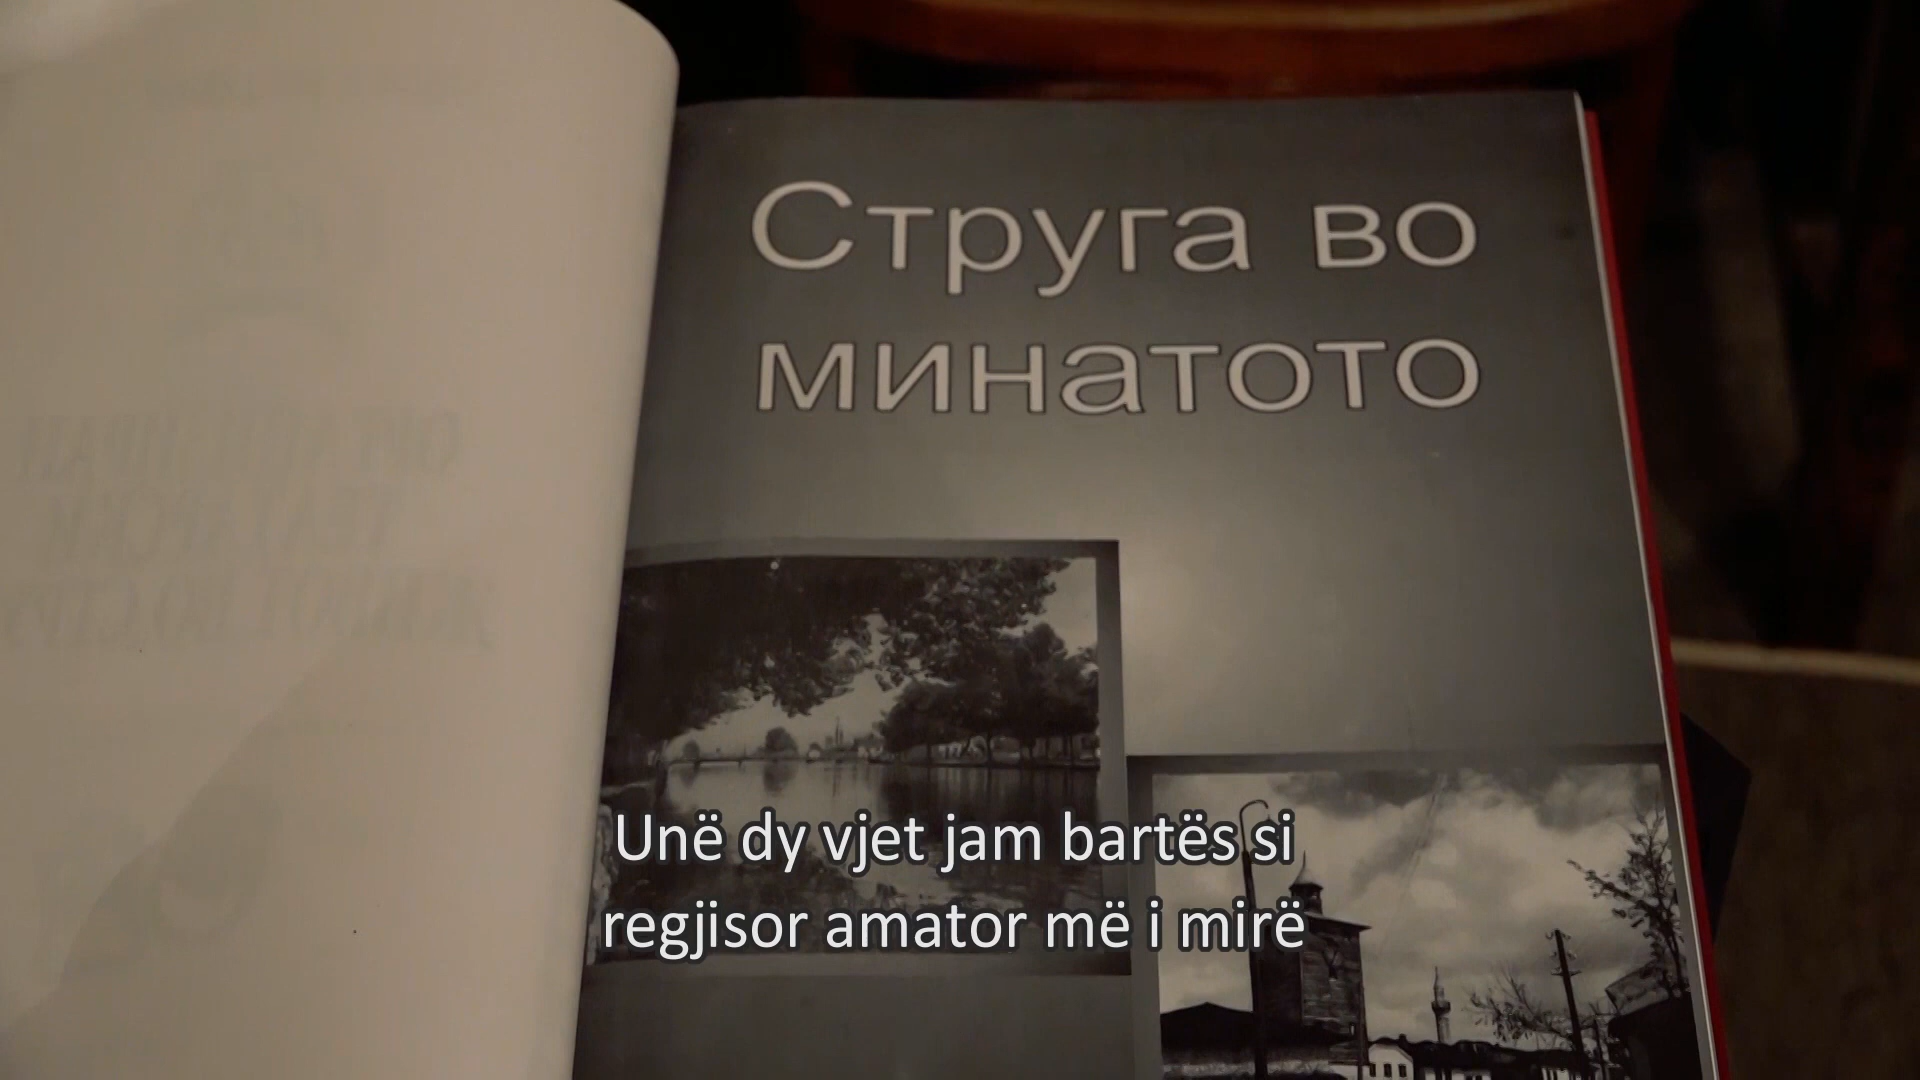 Струга во
минатото
Unë dy vjet jam bartës si
regjisor amator më i mirë